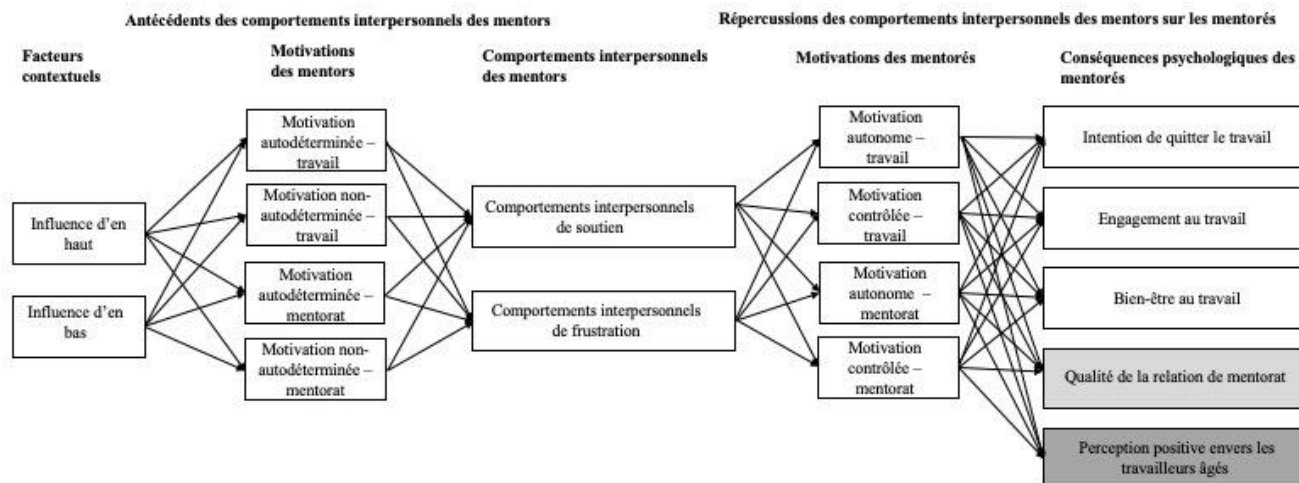 Antécédents des comportements interpersonnels des mentors
Répercussions des comportements interpersonnels des mentors sur les mentorés
Facteurs
contextuels
Motivations
des mentors
Comportements interpersonnels
des mentors
Motivations des mentorés
Conséquences psychologiques des
mentorés
Influence d'en
haut
Influence d'en
bas
Motivation
autodéterminée –
travail
Motivation non-
autodéterminée –
travail
Motivation
autodéterminée –
mentorat
Motivation non-
autodéterminée –
mentorat
Comportements interpersonnels
de soutien
Comportements interpersonnels
de frustration
Motivation
autonome –
travail
Motivation
contrôlée –
travail
Motivation
autonome –
mentorat
Motivation
contrôlée –
mentorat
Intention de quitter le travail
Engagement au travail
Bien-être au travail
Qualité de la relation de mentorat
Perception positive envers les
travailleurs âgés